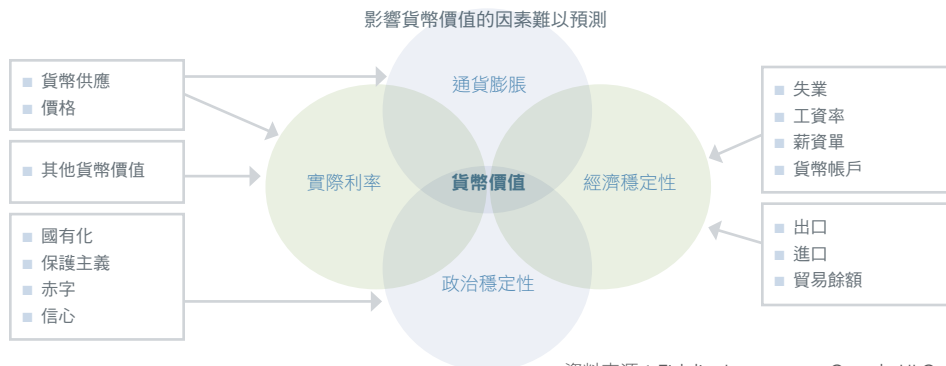 影響貨幣價值的因素難以預測
貨幣供應
價格
其他貨幣價值
國有化
保護主義
赤字
信心
通貨膨脹
實際利率
貨幣價值
經濟穩定性
政治穩定性
失業
工資率
薪資單
貨幣帳戶
出口
進口
貿易餘額